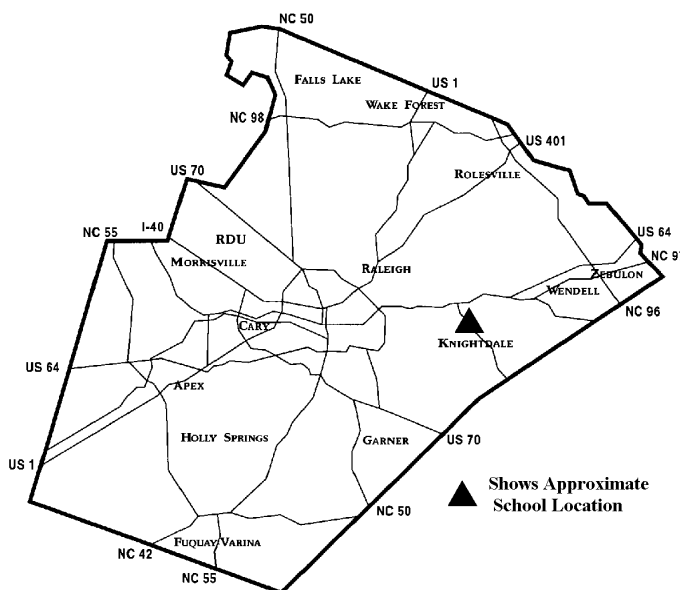 NC 50
FALLS LAKE
US 1
WAKE FOREST
NC 98
US 401
US 70
ROLESVILLE
I-40
NC 55
RDU
US 64
MORRISVILLE
RALEIGH
NC 9
ZEBULON
WENDELL
NC 96
CARY
KNIGHTDALE
US 64
APEX
HOLLY SPRINGS
GARNER
US 70
US 1
Shows Approximate
School Location
NC 50
FUQUAY-VARINA
NC 42
NC 55